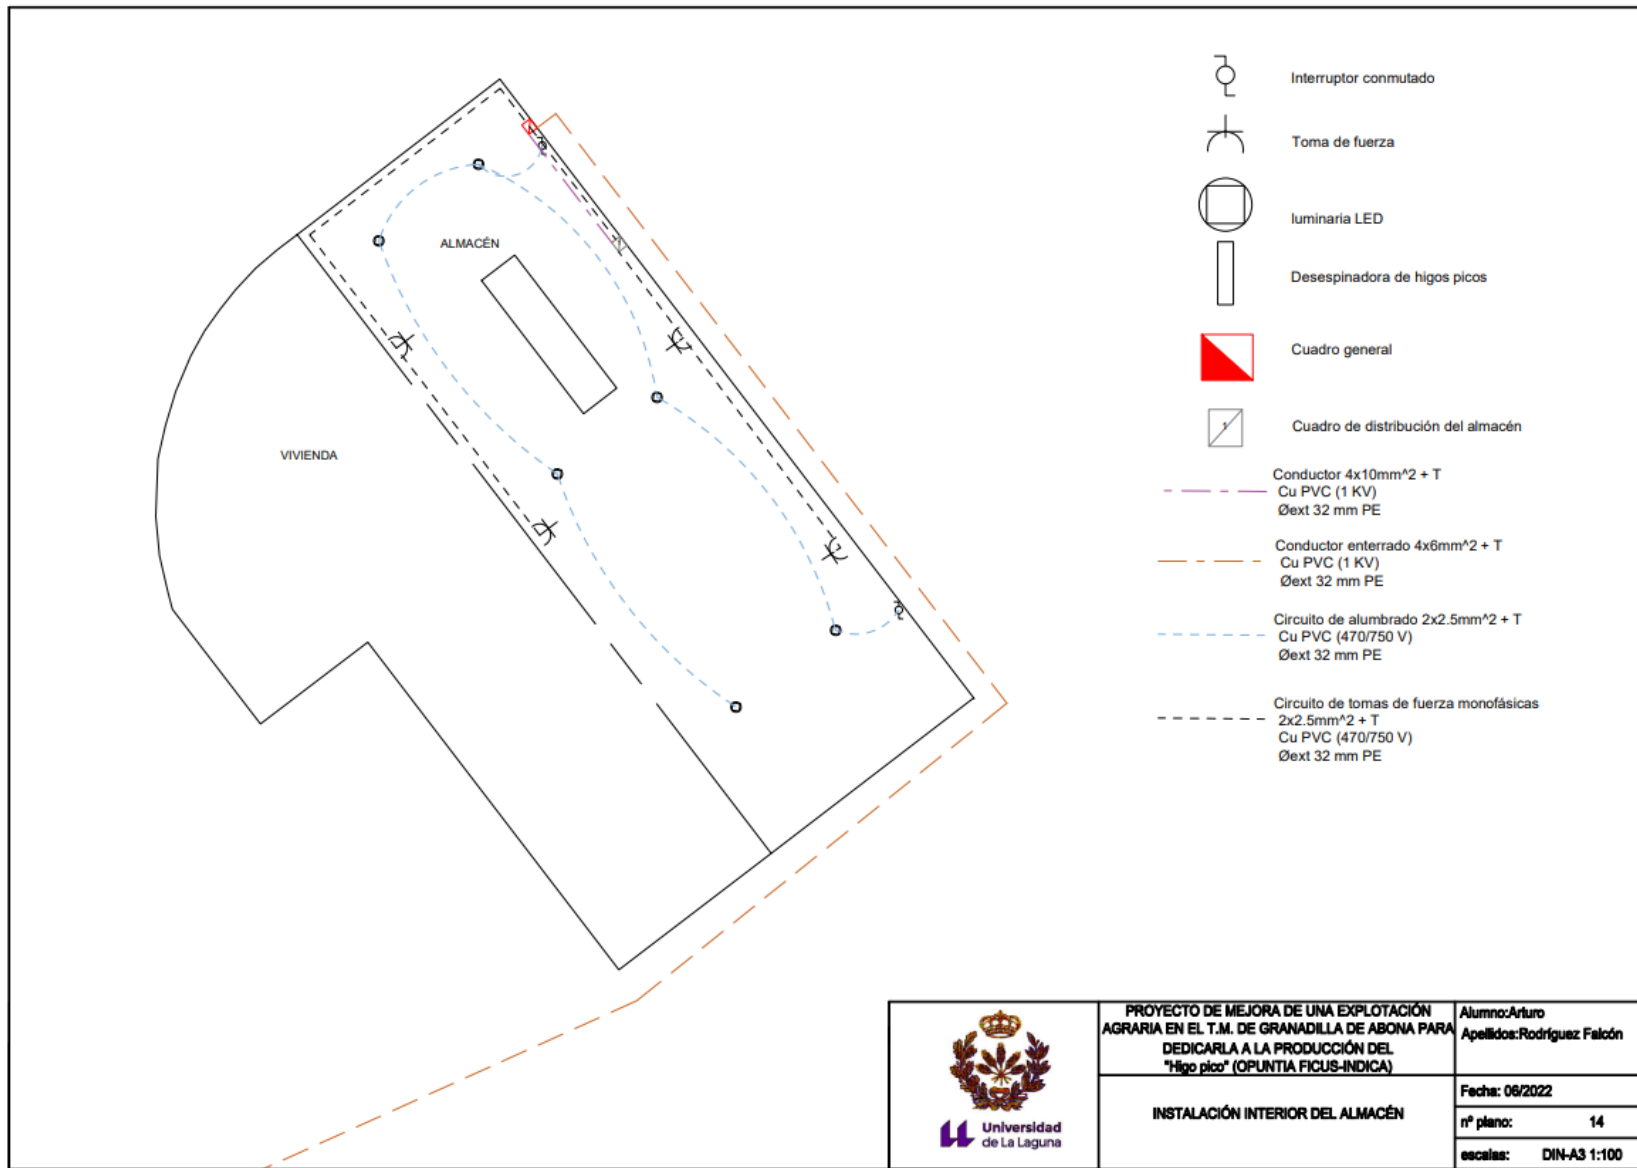 ALMACÉN
VIVIENDA
1
Interruptor conmutado
Toma de fuerza
luminaria LED
Desespinadora de higos picos
Cuadro general
1
Cuadro de distribución del almacén
Conductor 4x10mm^2 + T
Cu PVC (1 KV)
Øext 32 mm PE
Conductor enterrado 4x6mm^2 + T
Cu PVC (1 KV)
Øext 32 mm PE
Circuito de alumbrado 2x2.5mm^2 + T
Cu PVC (470/750 V)
Øext 32 mm PE
Circuito de tomas de fuerza monofásicas
2x2.5mm^2 + T
Cu PVC (470/750 V)
Øext 32 mm PE
Universidad
de La Laguna
PROYECTO DE MEJORA DE UNA EXPLOTACIÓN
AGRARIA EN EL T.M. DE GRANADILLA DE ABONA PARA
DEDICARLA A LA PRODUCCIÓN DEL
"Higo pico" (OPUNTIA FICUS-INDICA)
INSTALACIÓN INTERIOR DEL ALMACÉN
Alumno:Arturo
Apellidos:Rodríguez Falcón
Fecha: 06/2022
nº plano: 14
escalas: DIN-A3 1:100